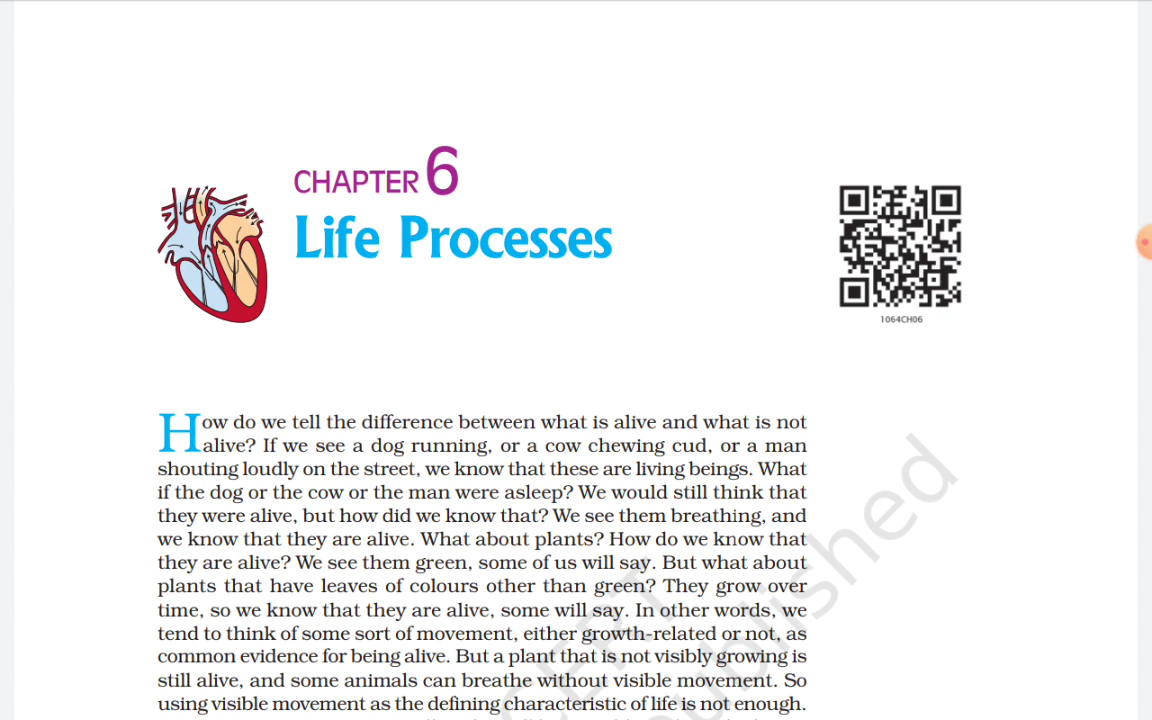 CHAPTER 6
Life Processes
1064CH06
How do we tell the difference between what is alive and what is not
alive? If we see a dog running, or a cow chewing cud, or a man
shouting loudly on the street, we know that these are living beings. What
if the dog or the cow or the man were asleep? We would still think that
they were alive, but how did we know that? We see them breathing, and
we know that they are alive. What about plants? How do we know that
they are alive? We see them green, some of us will say. But what about
plants that have leaves of colours other than green? They grow over
time, so we know that they are alive, some will say. In other words, we
tend to think of some sort of movement, either growth-related or not, as
common evidence for being alive. But a plant that is not visibly growing is
still alive, and some animals can breathe without visible movement. So
using visible movement as the defining characteristic of life is not enough.